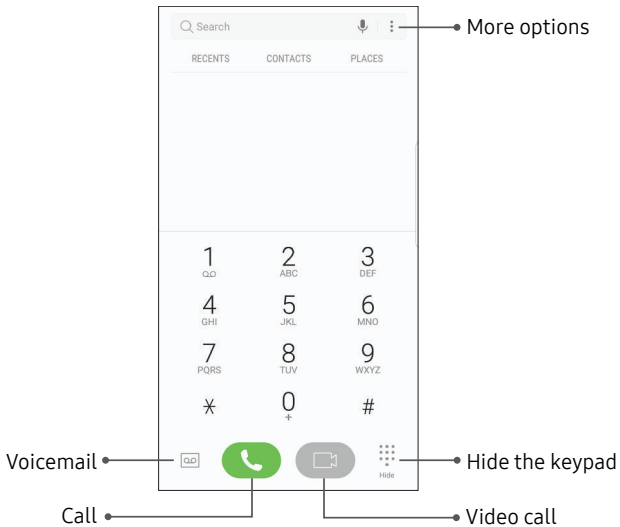 Search
More options
RECENTS CONTACTS PLACES
1 2 3
ABC DEF
4 5 6
GHI JKL MNO
7 8 9
PQRS TUV WXYZ
* 0 #
+
Voicemail
Hide the keypad
Hide
Call
Video call